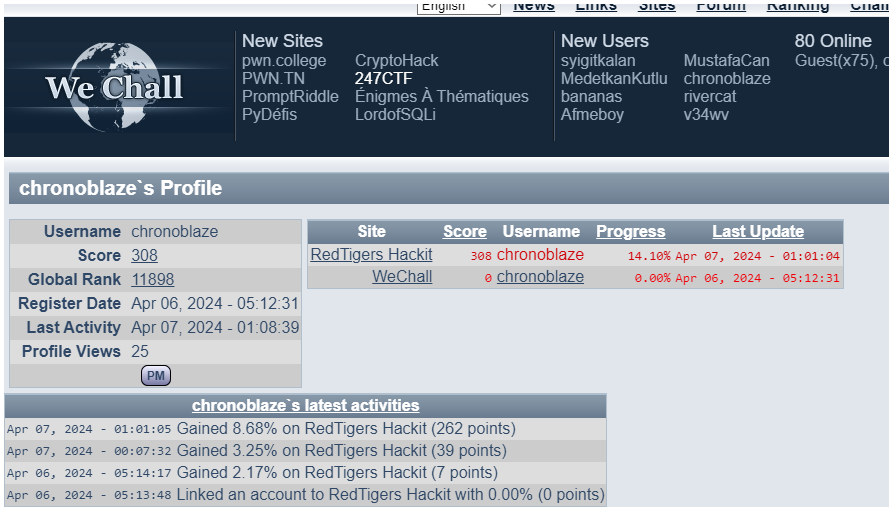 English News Links Sites Forum Ranking Chall
We Chall
New Sites
pwn.college CryptoHack
PWN.TN 247CTF
PromptRiddle Énigmes À Thématiques
PyDéfis LordofSQLi
New Users
syigitkalan MustafaCan
MedetkanKutlu chronoblaze
bananas rivercat
Afmeboy v34wv
80 Online
Guest(x75), c
chronoblaze`s Profile
Username chronoblaze
Score 308
Global Rank 11898
Register Date Apr 06, 2024 - 05:12:31
Last Activity Apr 07, 2024 - 01:08:39
Profile Views 25
PM
Site Score Username Progress Last Update
RedTigers Hackit 308 chronoblaze 14.10% Apr 07, 2024 - 01:01:04
WeChall 0 chronoblaze 0.00% Apr 06, 2024 - 05:12:31
chronoblaze`s latest activities
Apr 07, 2024 - 01:01:05 Gained 8.68% on RedTigers Hackit (262 points)
Apr 07, 2024 - 00:07:32 Gained 3.25% on RedTigers Hackit (39 points)
Apr 06, 2024 - 05:14:17 Gained 2.17% on RedTigers Hackit (7 points)
Apr 06, 2024 - 05:13:48 Linked an account to RedTigers Hackit with 0.00% (0 points)